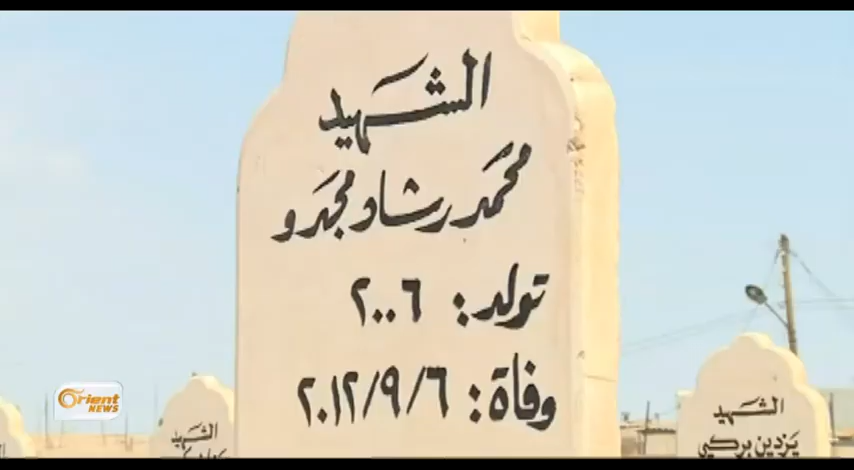 الشهيد
محمد رشاد مجدو
تولد: ٢٠٠٦
وفاة: ٢٠١٢/٩/٦
Orient
NEWS
الشهيد
الشهيد
يزدين بركي